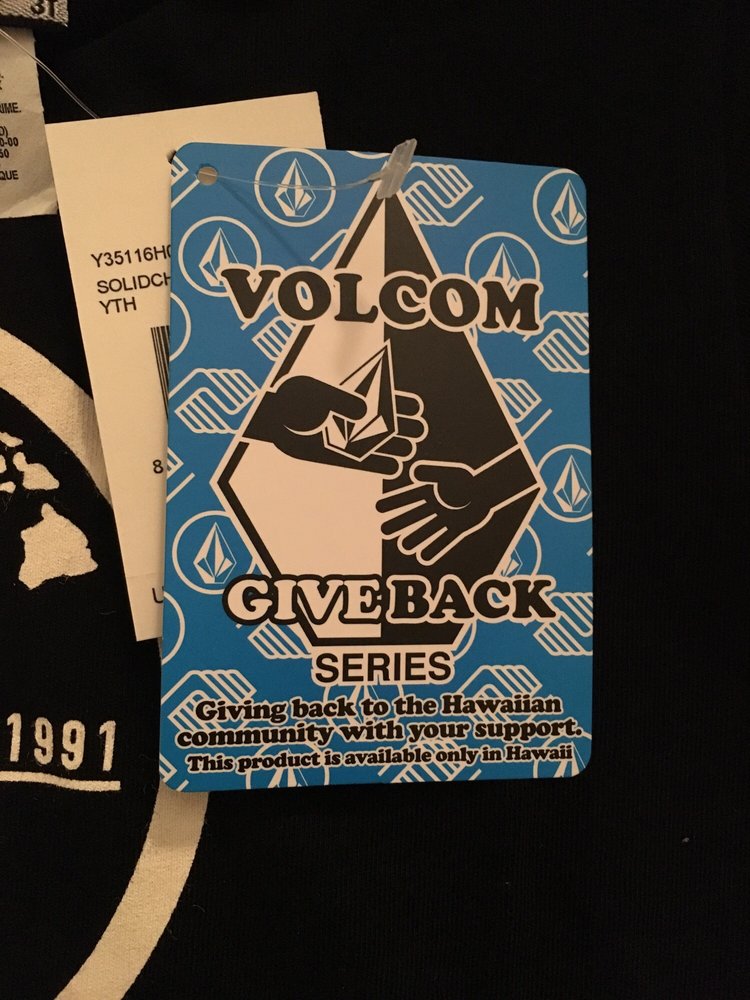 3T
VOLCOM
GIVE BACK
SERIES
Giving back to the Hawaiian
community with your support.
This product is available only in Hawaii
SOLIDCH
YTH
1991